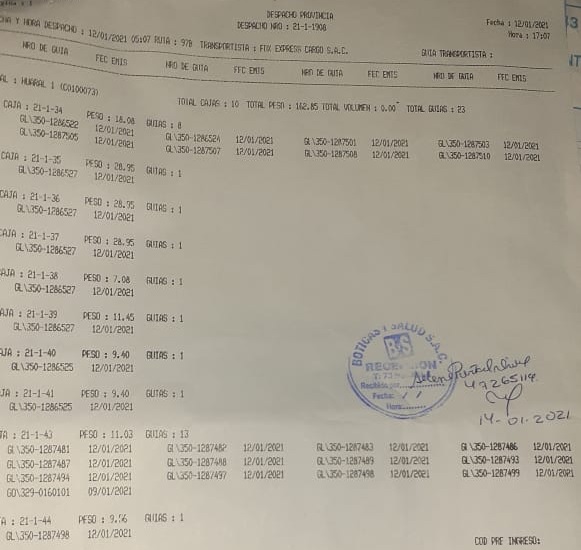 DESPACHO PROVINCIA
DESPACHO NRO : 21-1-1908
Fecha : 12/01/2021
Hora : 17:07
Y HORA DESPACHO : 12/01/2021 05:07 RUTA : 978 TRANSPORTISTA : FIX EXPRESS CARGO S.A.C. GUIA TRANSPORTISTA :
NRO DE GUIA FEC EMIS NRO DE GUIA FEC EMIS NRO DE GUIA FEC EMIS NRO DE GUIA FEC EMIS
AL : HUARAL 1 (C0100073) TOTAL CAJAS : 10 TOTAL PESO : 162.85 TOTAL VOLUMEN : 0.00 TOTAL GUIAS : 23
CAJA : 21-1-34 PESO : 18.08 GUIAS : 8
GL\350-1286522 12/01/2021 GL\350-1286524 12/01/2021 GL\350-1287501 12/01/2021 GL\350-1287503 12/01/2021
GL\350-1287505 12/01/2021 GL\350-1287507 12/01/2021 GL\350-1287508 12/01/2021 GL\350-1287510 12/01/2021
CAJA : 21-1-35 PESO : 28.95 GUIAS : 1
GL\350-1286527 12/01/2021
CAJA : 21-1-36 PESO : 28.95 GUIAS : 1
GL\350-1286527 12/01/2021
CAJA : 21-1-37 PESO : 28.95 GUIAS : 1
GL\350-1286527 12/01/2021
CAJA : 21-1-38 PESO : 7.08 GUIAS : 1
GL\350-1286527 12/01/2021
AJA : 21-1-39 PESO : 11.45 GUIAS : 1
GL\350-1286527 12/01/2021
AJA : 21-1-40 PESO : 9.40 GUIAS : 1
GL\350-1286525 12/01/2021
JA : 21-1-41 PESO : 9.40 GUIAS : 1
GL\350-1286525 12/01/2021
BOTICAS Y SALUD S.A.C.
BS
RECEPCION
Recibido por:
Fecha: / /
Hora:
47265114
14-01-2021
JA : 21-1-43 PESO : 11.03 GUIAS : 13
GL\350-1287481 12/01/2021 GL\350-1287482 12/01/2021 GL\350-1287483 12/01/2021 GL\350-1287486 12/01/2021
GL\350-1287487 12/01/2021 GL\350-1287488 12/01/2021 GL\350-1287489 12/01/2021 GL\350-1287493 12/01/2021
GL\350-1287494 12/01/2021 GL\350-1287497 12/01/2021 GL\350-1287498 12/01/2021 GL\350-1287499 12/01/2021
GO\329-0160101 09/01/2021
A : 21-1-44 PESO : 9.56 GUIAS : 1
GL\350-1287498 12/01/2021
COD PRE INGRESO: